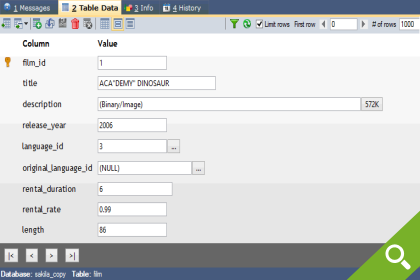 1 Messages 2 Table Data 3 Info 4 History
Limit rows First row 0 # of rows 1000
Column Value
film_id 1
title ACA"DEMY" DINOSAUR
description (Binary/Image) 572K
release_year 2006
language_id 3 ...
original_language_id (NULL) ...
rental_duration 6
rental_rate 0.99
length 86
|< < > >|
Database: sakila_copy Table: film